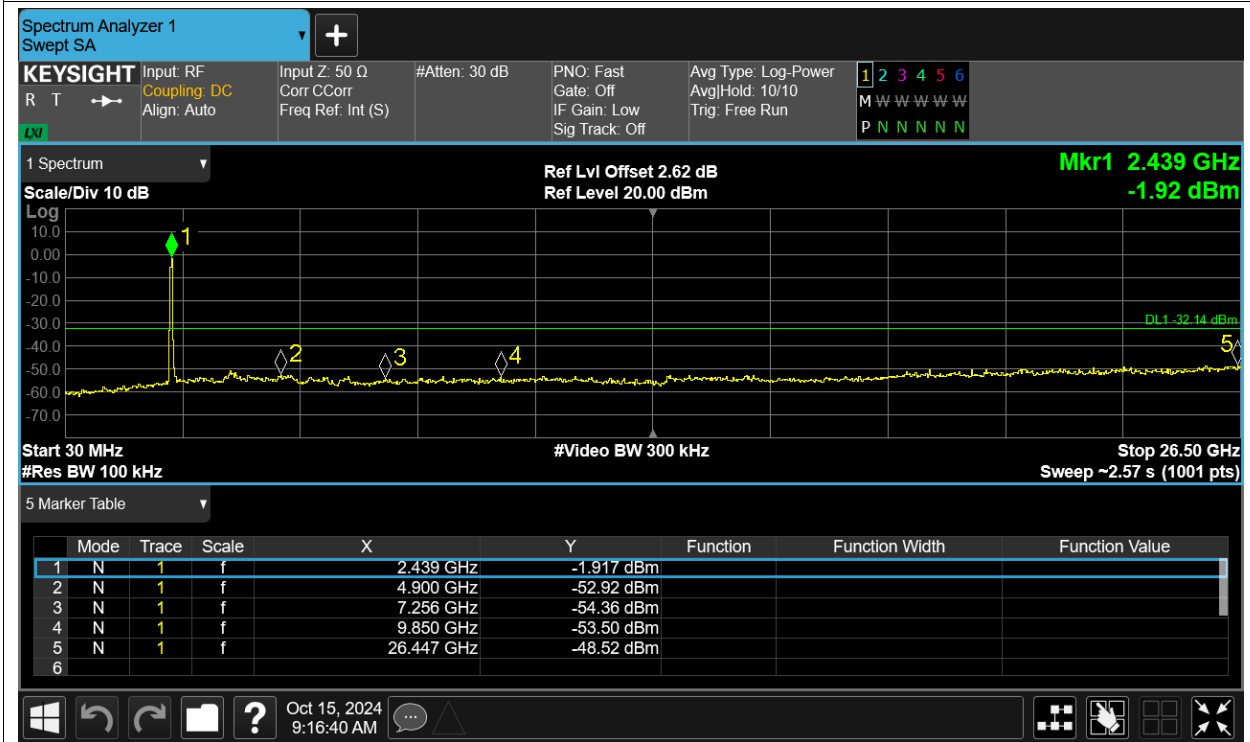 Spectrum Analyzer 1
Swept SA
+
KEYSIGHT
R T
LXI
Input: RF
Coupling: DC
Align: Auto
Input Z: 50 Ω
Corr CCorr
Freq Ref: Int (S)
#Atten: 30 dB
PNO: Fast
Gate: Off
IF Gain: Low
Sig Track: Off
Avg Type: Log-Power
Avg|Hold: 10/10
Trig: Free Run
1 2 3 4 5 6
M W W W W W
P N N N N N
1 Spectrum
Scale/Div 10 dB
Ref Lvl Offset 2.62 dB
Ref Level 20.00 dBm
Mkr1 2.439 GHz
-1.92 dBm
Log
10.0
0.00
-10.0
-20.0
-30.0
-40.0
-50.0
-60.0
-70.0
1
2
3
4
5
DL1 -32.14 dBm
Start 30 MHz
#Res BW 100 kHz
#Video BW 300 kHz
Stop 26.50 GHz
Sweep ~2.57 s (1001 pts)
5 Marker Table
Mode Trace Scale X Y Function Function Width Function Value
1 N 1 f 2.439 GHz -1.917 dBm
2 N 1 f 4.900 GHz -52.92 dBm
3 N 1 f 7.256 GHz -54.36 dBm
4 N 1 f 9.850 GHz -53.50 dBm
5 N 1 f 26.447 GHz -48.52 dBm
6
?
Oct 15, 2024
9:16:40 AM